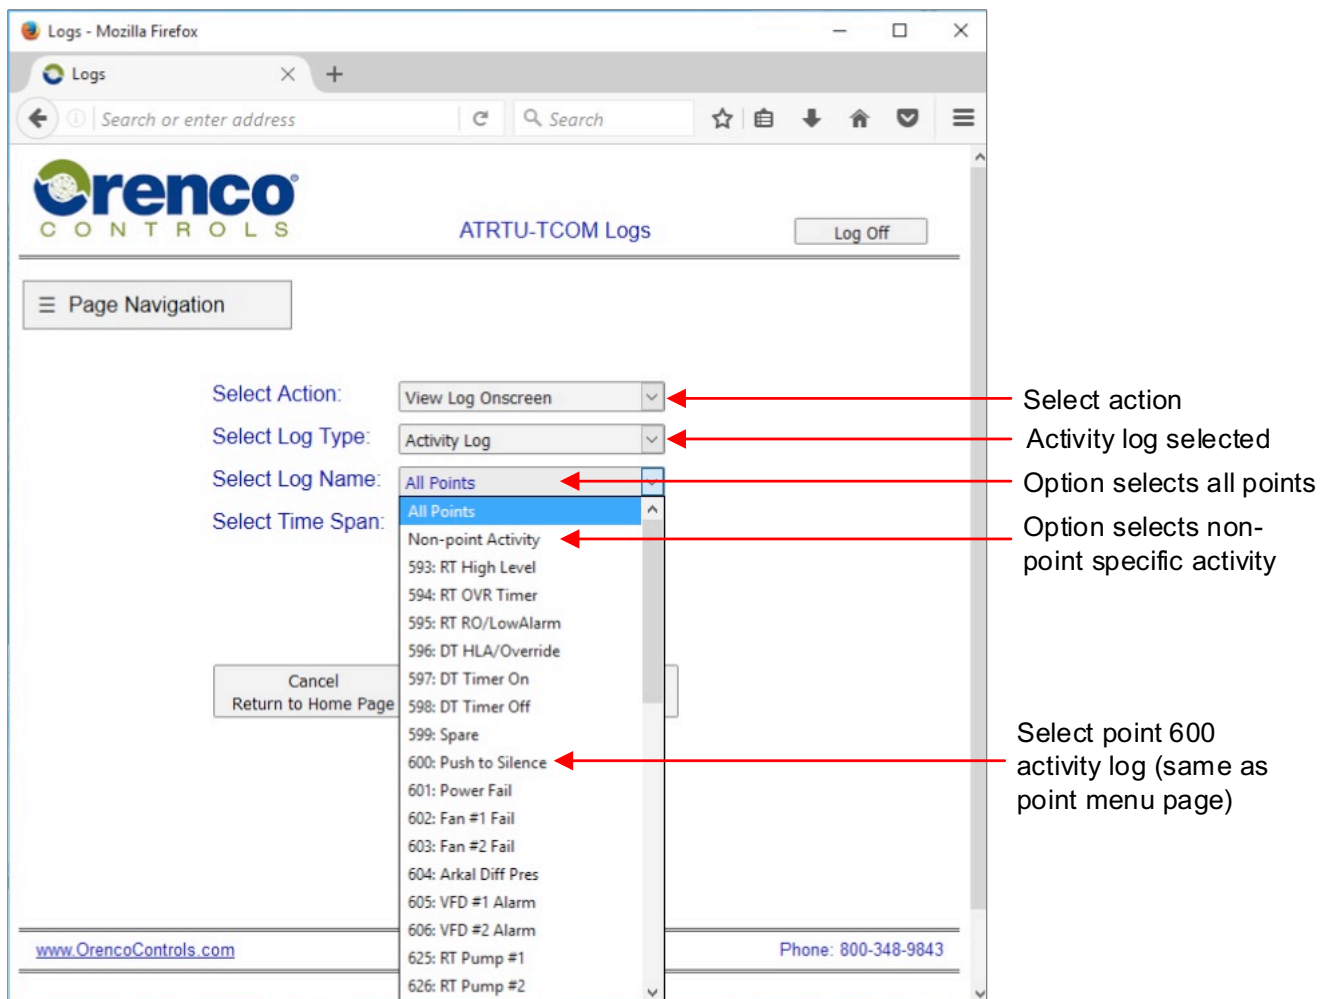 Logs - Mozilla Firefox
Logs
Search or enter address
Search
Orenco
CONTROLS
ATRTU-TCOM Logs
Log Off
Page Navigation
Select Action:
View Log Onscreen
Select action
Select Log Type:
Activity Log
Activity log selected
Select Log Name:
All Points
Option selects all points
Select Time Span:
All Points
Non-point Activity
Option selects non-
point specific activity
593: RT High Level
594: RT OVR Timer
595: RT RO/LowAlarm
596: DT HLA/Override
597: DT Timer On
598: DT Timer Off
599: Spare
600: Push to Silence
Select point 600
activity log (same as
point menu page)
601: Power Fail
602: Fan #1 Fail
603: Fan #2 Fail
604: Arkal Diff Pres
605: VFD #1 Alarm
606: VFD #2 Alarm
625: RT Pump #1
626: RT Pump #2
Cancel
Return to Home Page
www.OrencoControls.com
Phone: 800-348-9843